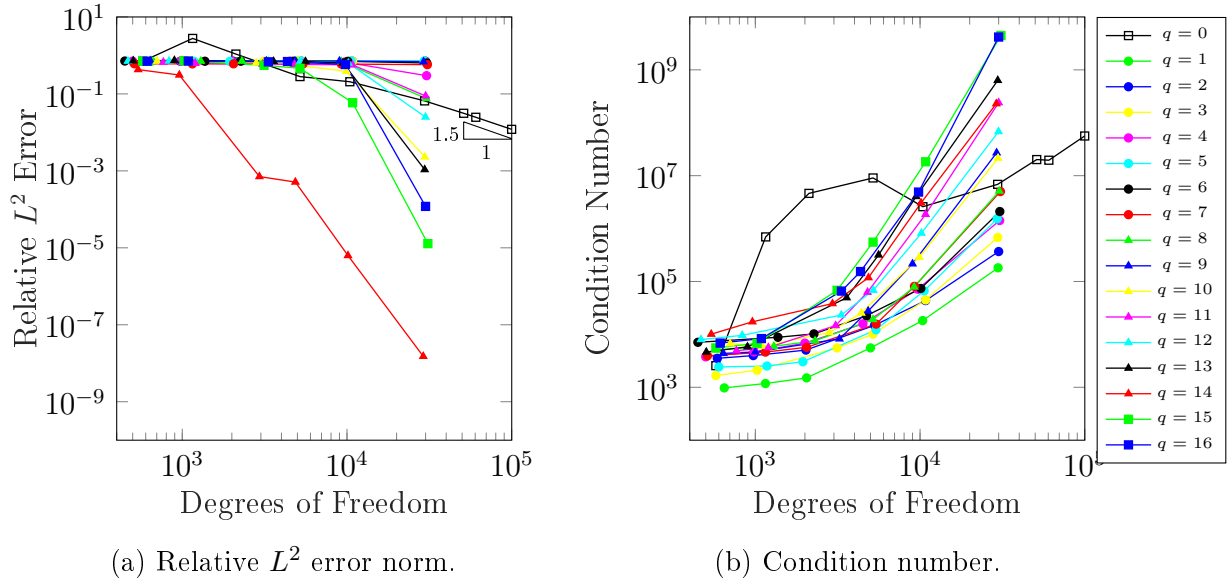 10^1
10^-1
10^-3
10^-5
10^-7
10^-9
Relative L^2 Error
1.5
1
10^3
10^4
10^5
Degrees of Freedom
(a) Relative L^2 error norm.
10^9
10^7
10^5
10^3
Condition Number
10^3
10^4
10^5
Degrees of Freedom
(b) Condition number.
q = 0
q = 1
q = 2
q = 3
q = 4
q = 5
q = 6
q = 7
q = 8
q = 9
q = 10
q = 11
q = 12
q = 13
q = 14
q = 15
q = 16